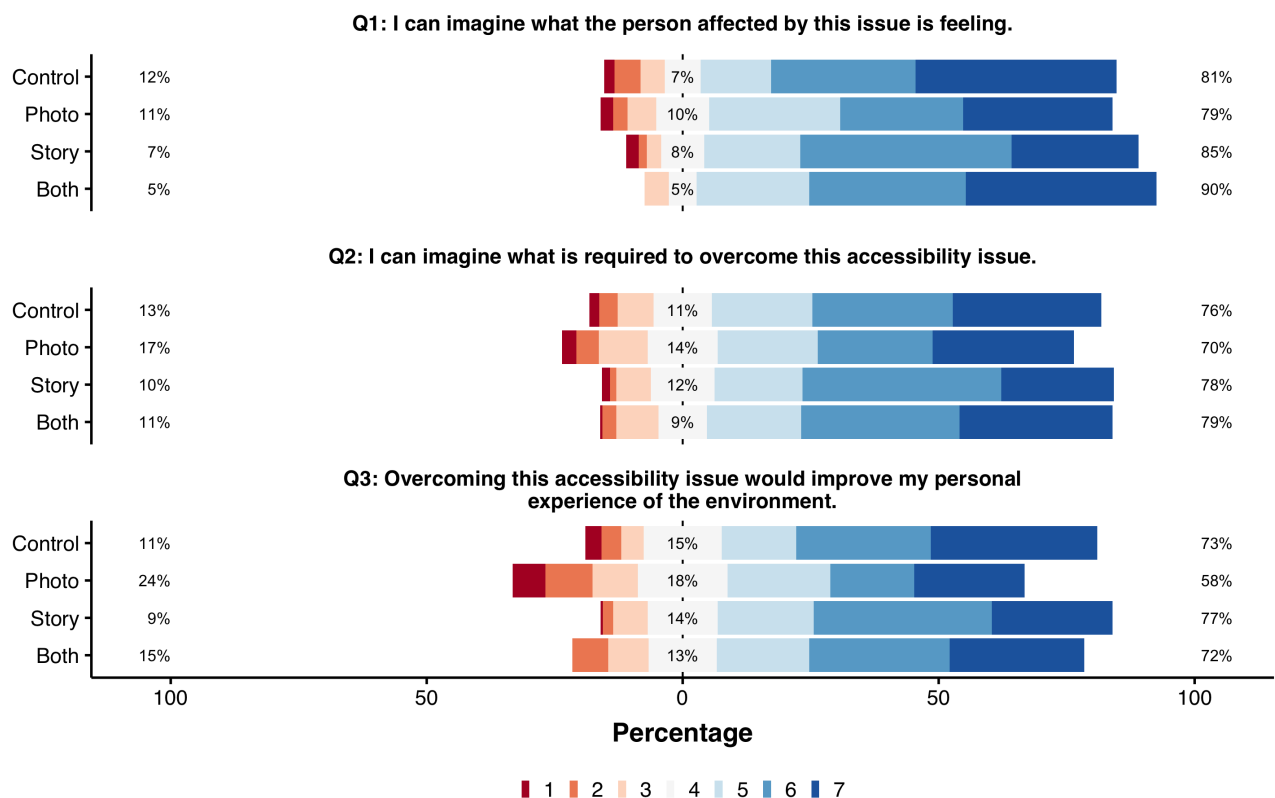 Q1: I can imagine what the person affected by this issue is feeling.
Control 12% 7% 81%
Photo 11% 10% 79%
Story 7% 8% 85%
Both 5% 5% 90%
Q2: I can imagine what is required to overcome this accessibility issue.
Control 13% 11% 76%
Photo 17% 14% 70%
Story 10% 12% 78%
Both 11% 9% 79%
Q3: Overcoming this accessibility issue would improve my personal
experience of the environment.
Control 11% 15% 73%
Photo 24% 18% 58%
Story 9% 14% 77%
Both 15% 13% 72%
100 50 0 50 100
Percentage
1 2 3 4 5 6 7